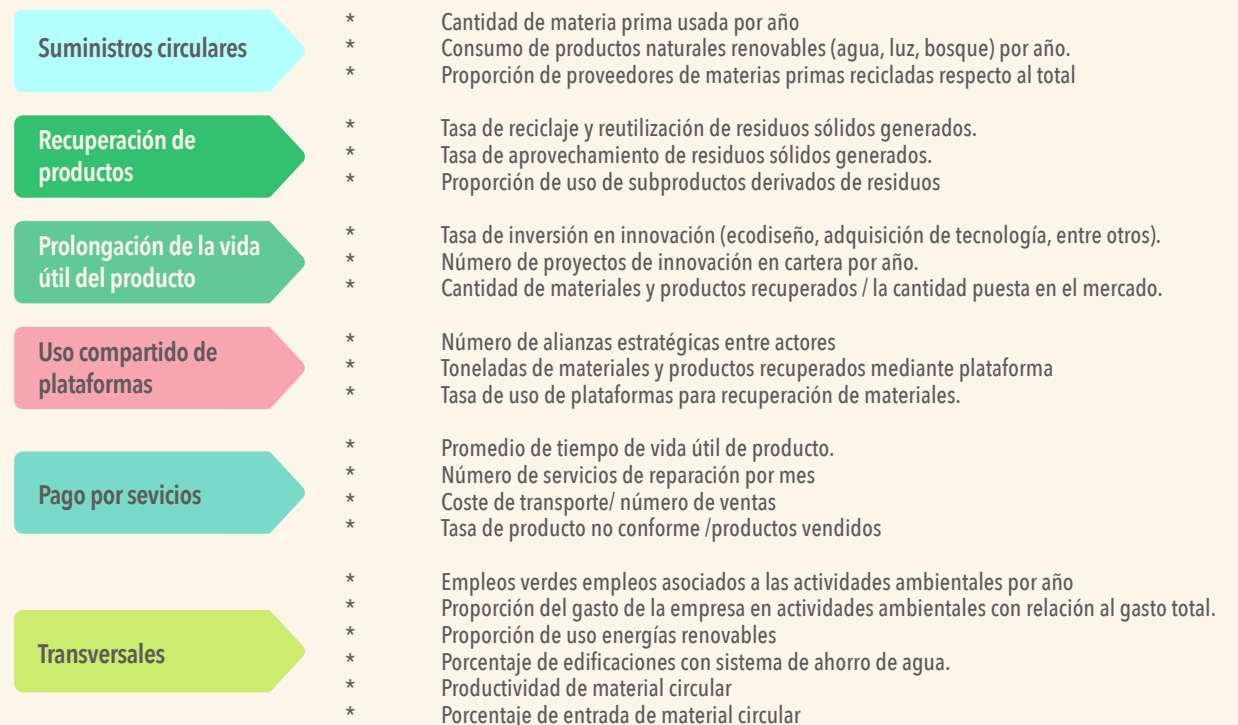 Suministros circulares
* Cantidad de materia prima usada por año
* Consumo de productos naturales renovables (agua, luz, bosque) por año.
* Proporción de proveedores de materias primas recicladas respecto al total
Recuperación de
productos
* Tasa de reciclaje y reutilización de residuos sólidos generados.
* Tasa de aprovechamiento de residuos sólidos generados.
* Proporción de uso de subproductos derivados de residuos
Prolongación de la vida
útil del producto
* Tasa de inversión en innovación (ecodiseño, adquisición de tecnología, entre otros).
* Número de proyectos de innovación en cartera por año.
* Cantidad de materiales y productos recuperados / la cantidad puesta en el mercado.
Uso compartido de
plataformas
* Número de alianzas estratégicas entre actores
* Toneladas de materiales y productos recuperados mediante plataforma
* Tasa de uso de plataformas para recuperación de materiales.
Pago por sevicios
* Promedio de tiempo de vida útil de producto.
* Número de servicios de reparación por mes
* Coste de transporte/ número de ventas
* Tasa de producto no conforme /productos vendidos
Transversales
* Empleos verdes empleos asociados a las actividades ambientales por año
* Proporción del gasto de la empresa en actividades ambientales con relación al gasto total.
* Proporción de uso energías renovables
* Porcentaje de edificaciones con sistema de ahorro de agua.
* Productividad de material circular
* Porcentaje de entrada de material circular